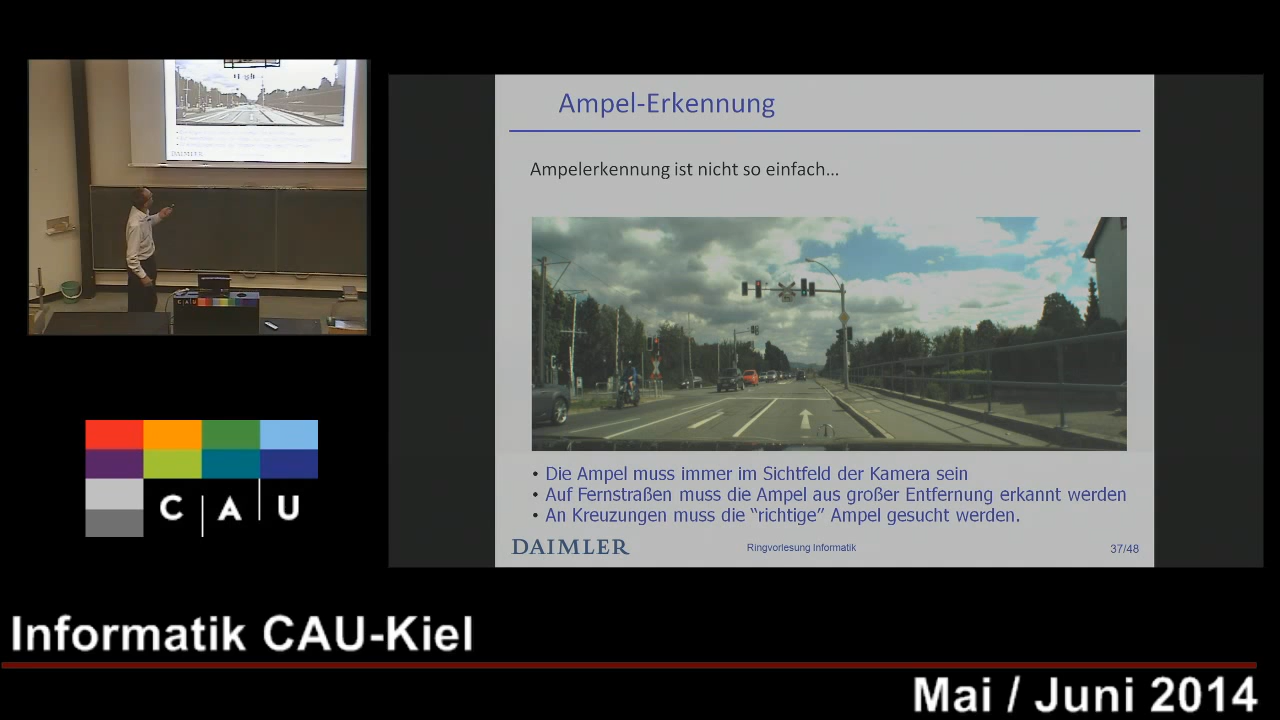 Ampel-Erkennung
Ampelerkennung ist nicht so einfach...
• Die Ampel muss immer im Sichtfeld der Kamera sein
• Auf Fernstraßen muss die Ampel aus großer Entfernung erkannt werden
• An Kreuzungen muss die “richtige” Ampel gesucht werden.
DAIMLER
Ringvorlesung Informatik
37/48
DAIMLER
CAU
C A U
Informatik CAU-Kiel
Mai / Juni 2014